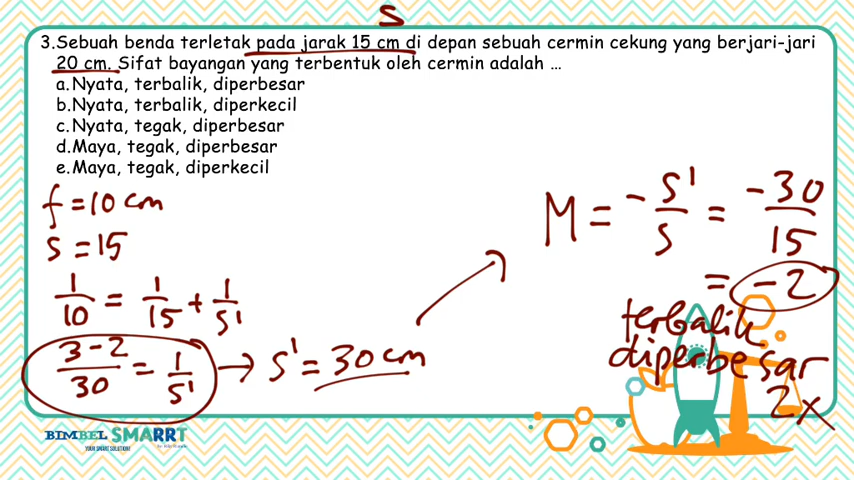 S
3.Sebuah benda terletak pada jarak 15 cm di depan sebuah cermin cekung yang berjari-jari
20 cm. Sifat bayangan yang terbentuk oleh cermin adalah ...
a.Nyata, terbalik, diperbesar
b.Nyata, terbalik, diperkecil
c.Nyata, tegak, diperbesar
d.Maya, tegak, diperbesar
e.Maya, tegak, diperkecil
f = 10 cm
s = 15
1/10 = 1/15 + 1/s'
3-2/30 = 1/s' → s' = 30 cm
M = - s'/s = -30/15
= -2
terbalik
diperbesar
2x
BIMBEL SMARRT
YOUR SMART SOLUTION!